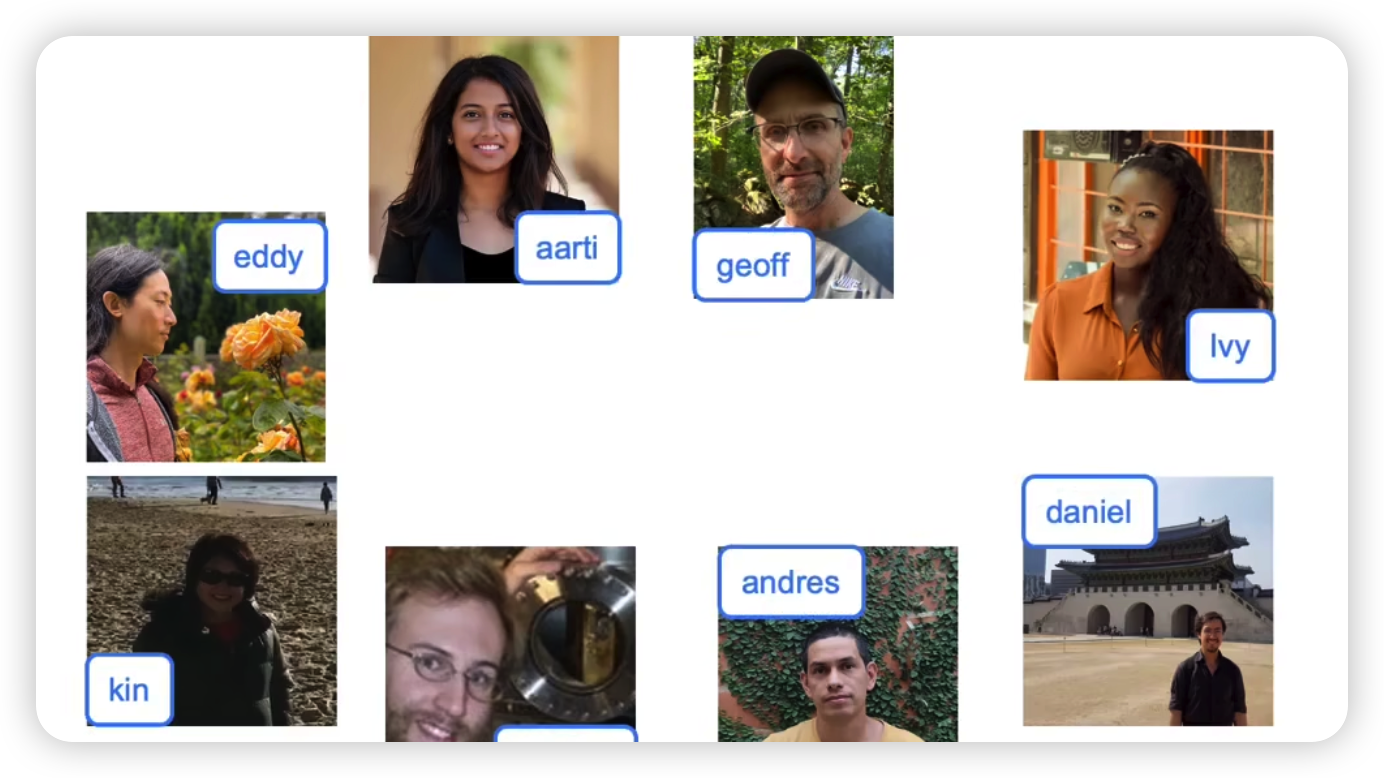 aarti
geoff
eddy
Ivy
daniel
andres
kin